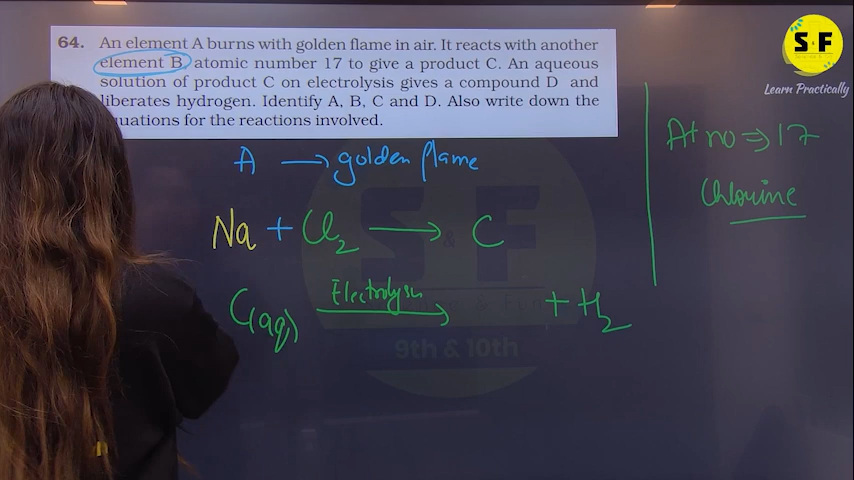 64. An element A burns with golden flame in air. It reacts with another
element B, atomic number 17 to give a product C. An aqueous
solution of product C on electrolysis gives a compound D and
liberates hydrogen. Identify A, B, C and D. Also write down the
equations for the reactions involved.
A → golden flame
Na + Cl2 → C
C(aq) Electrolysis → + H2
At no ⇒ 17
Chlorine
S&F
Learn Practically
9th & 10th